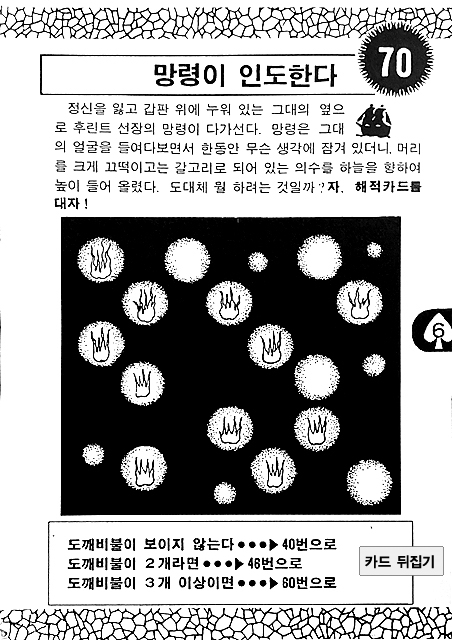 70
망령이 인도한다
정신을 잃고 갑판 위에 누워 있는 그대의 옆으
로 후린트 선장의 망령이 다가선다. 망령은 그대
의 얼굴을 들여다보면서 한동안 무슨 생각에 잠겨 있더니, 머리
를 크게 끄떡이고는 갈고리로 되어 있는 의수를 하늘을 향하여
높이 들어 올렸다. 도대체 뭘 하려는 것일까? 자, 해적카드를
대자!
6
도깨비불이 보이지 않는다●●●▶40번으로
도깨비불이 2개라면●●●▶46번으로
도깨비불이 3개 이상이면●●●▶60번으로
카드 뒤집기